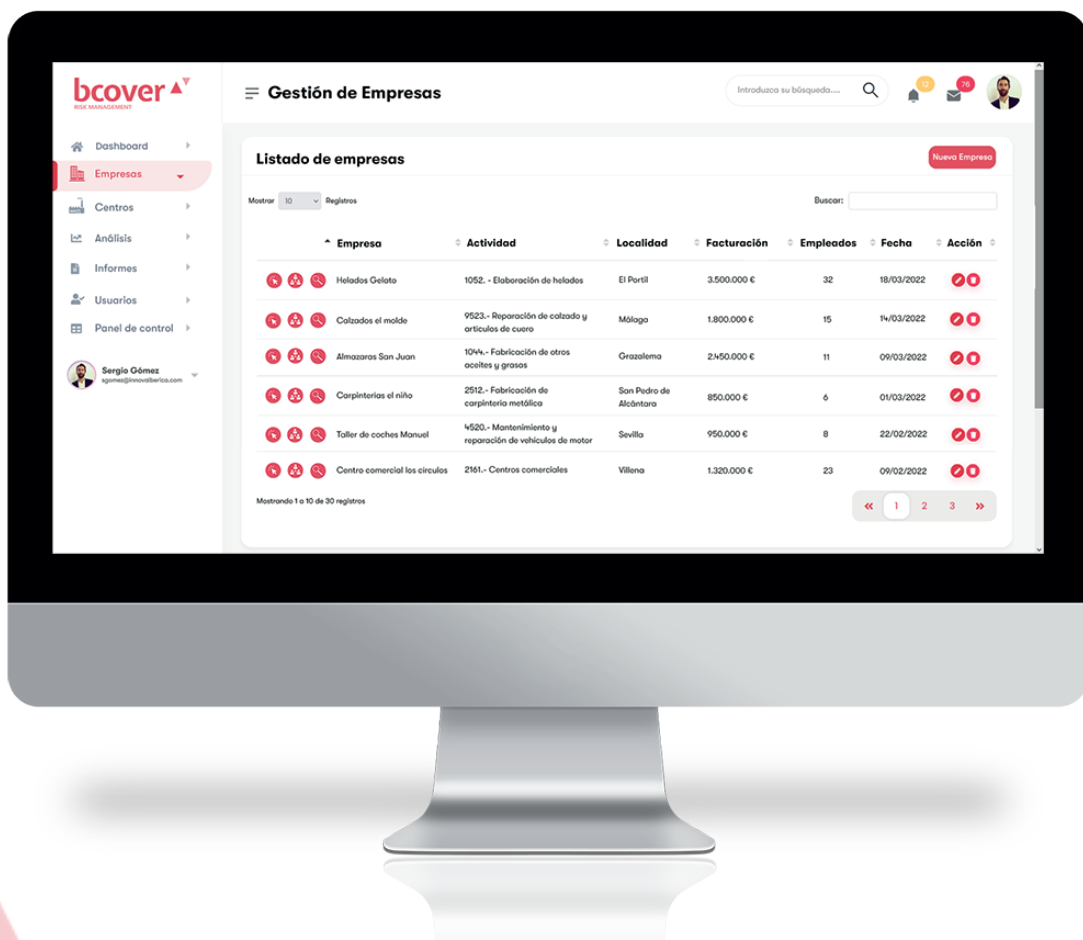 bcover
RISK MANAGEMENT
Gestión de Empresas
Introduzca su búsqueda....
12
76
Dashboard
Empresas
Centros
Análisis
Informes
Usuarios
Panel de control
Sergio Gómez
sgomez@innovaiberica.com
Listado de empresas
Nueva Empresa
Mostrar 10 Registros
Buscar:
Empresa Actividad Localidad Facturación Empleados Fecha Acción
Helados Gelato 1052. - Elaboración de helados El Portil 3.500.000 € 32 18/03/2022
Calzados el molde 9523.- Reparación de calzado y Málaga 1.800.000 € 15 14/03/2022
artículos de cuero
Almazaras San Juan 1044.- Fabricación de otros Grazalema 2.450.000 € 11 09/03/2022
aceites y grasas
Carpinterías el niño 2512.- Fabricación de San Pedro de 850.000 € 6 01/03/2022
carpintería metálica Alcántara
Taller de coches Manuel 4520.- Mantenimiento y Sevilla 950.000 € 8 22/02/2022
reparación de vehículos de motor
Centro comercial los círculos 2161.- Centros comerciales Villena 1.320.000 € 23 09/02/2022
Mostrando 1 a 10 de 30 registros
« 1 2 3 »